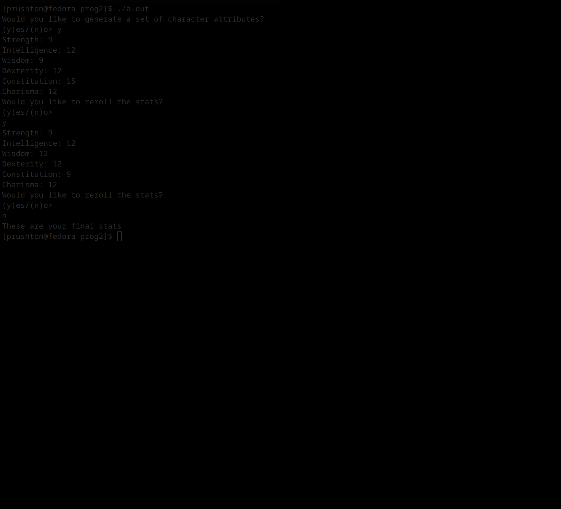 [prushton@fedora prog2]$ ./a.out
Would you like to generate a set of character attributes?
(y)es/(n)o> y
Strength: 9
Intelligence: 12
Wisdom: 9
Dexterity: 12
Constitution: 15
Charisma: 12
Would you like to reroll the stats?
(y)es/(n)o>
y
Strength: 9
Intelligence: 12
Wisdom: 12
Dexterity: 12
Constitution: 9
Charisma: 12
Would you like to reroll the stats?
(y)es/(n)o>
n
These are your final stats
[prushton@fedora prog2]$